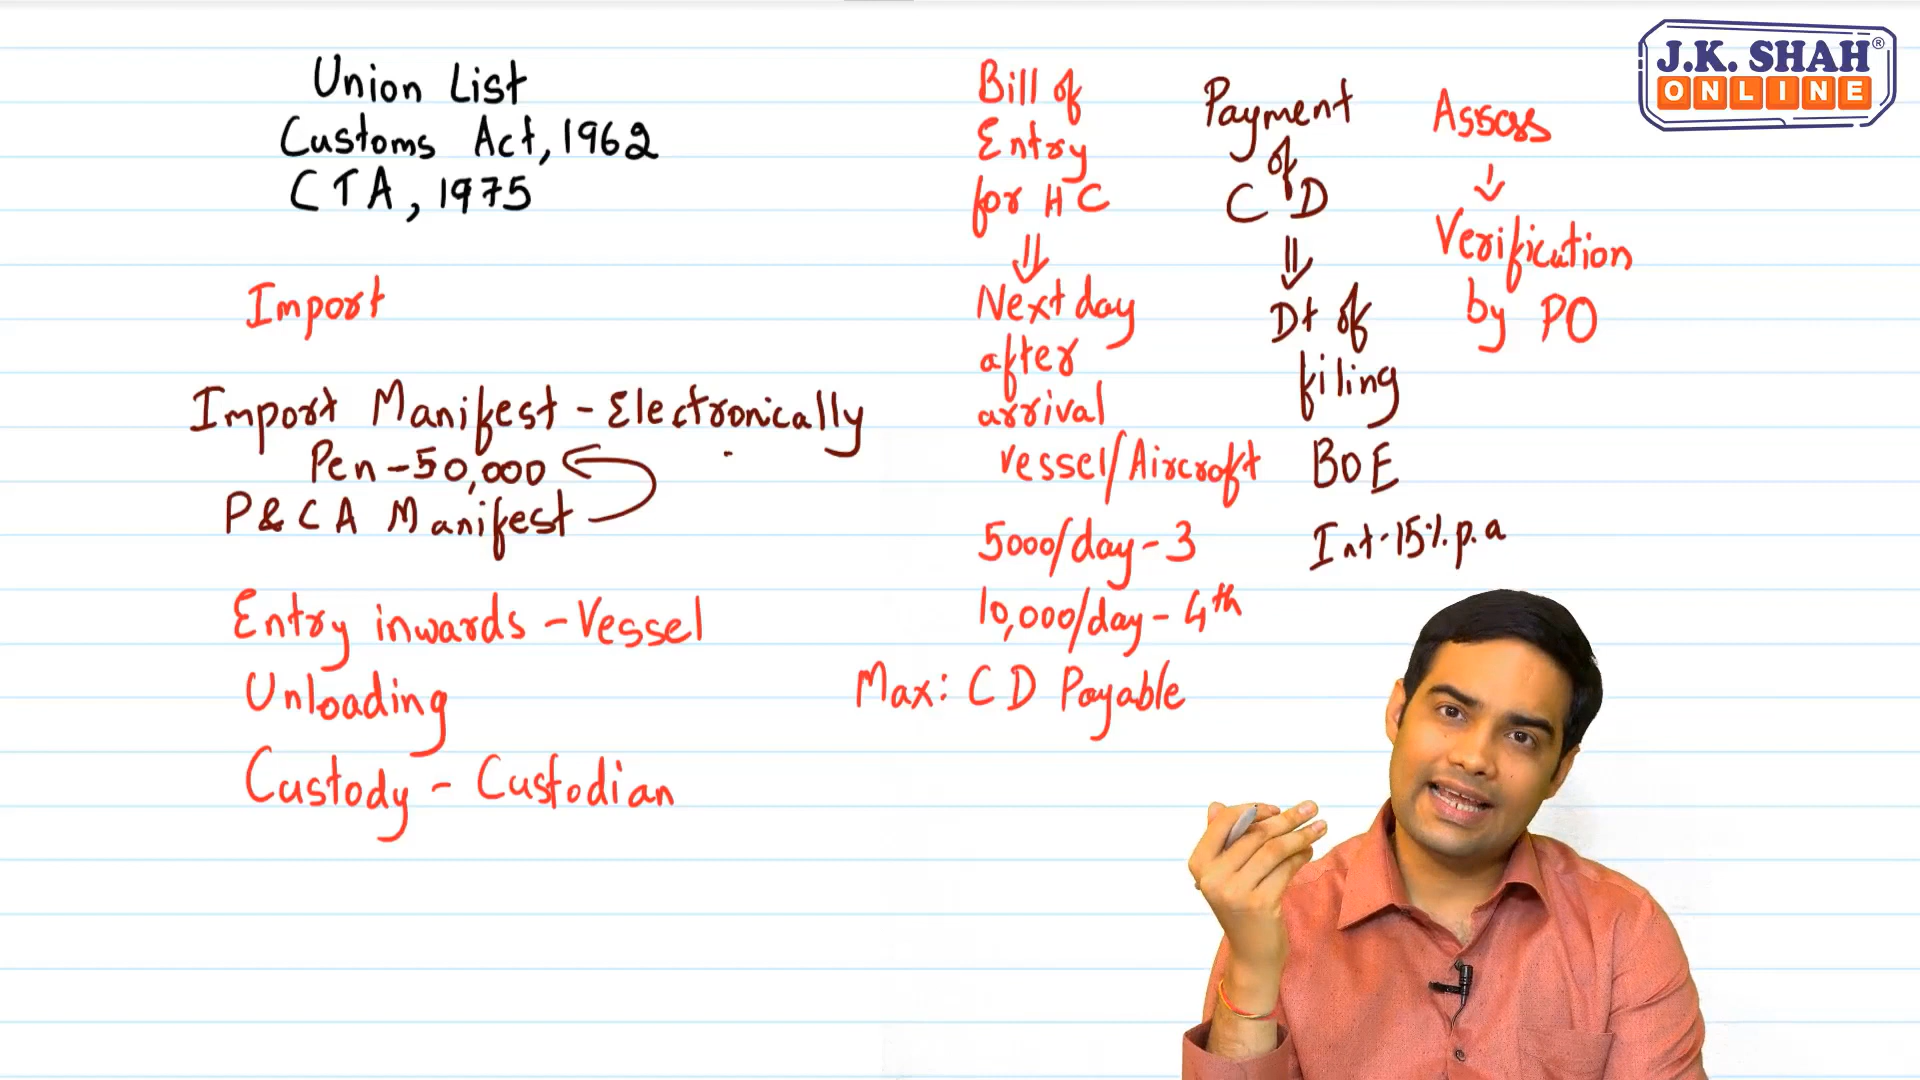 Union List
Customs Act, 1962
CTA, 1975
Import
Import Manifest - Electronically
Pen - 50,000
P&CA Manifest
Entry inwards - Vessel
Unloading
Custody - Custodian
Bill of
Entry
for HC
⇓
Next day
after
arrival
vessel/Aircraft
5000/day - 3
10,000/day - 4th
Max: CD Payable
Payment
of
CD
⇓
Dt of
filing
BOE
Int - 15% p.a
Assess
↓
Verification
by PO
J.K. SHAH®
ONLINE